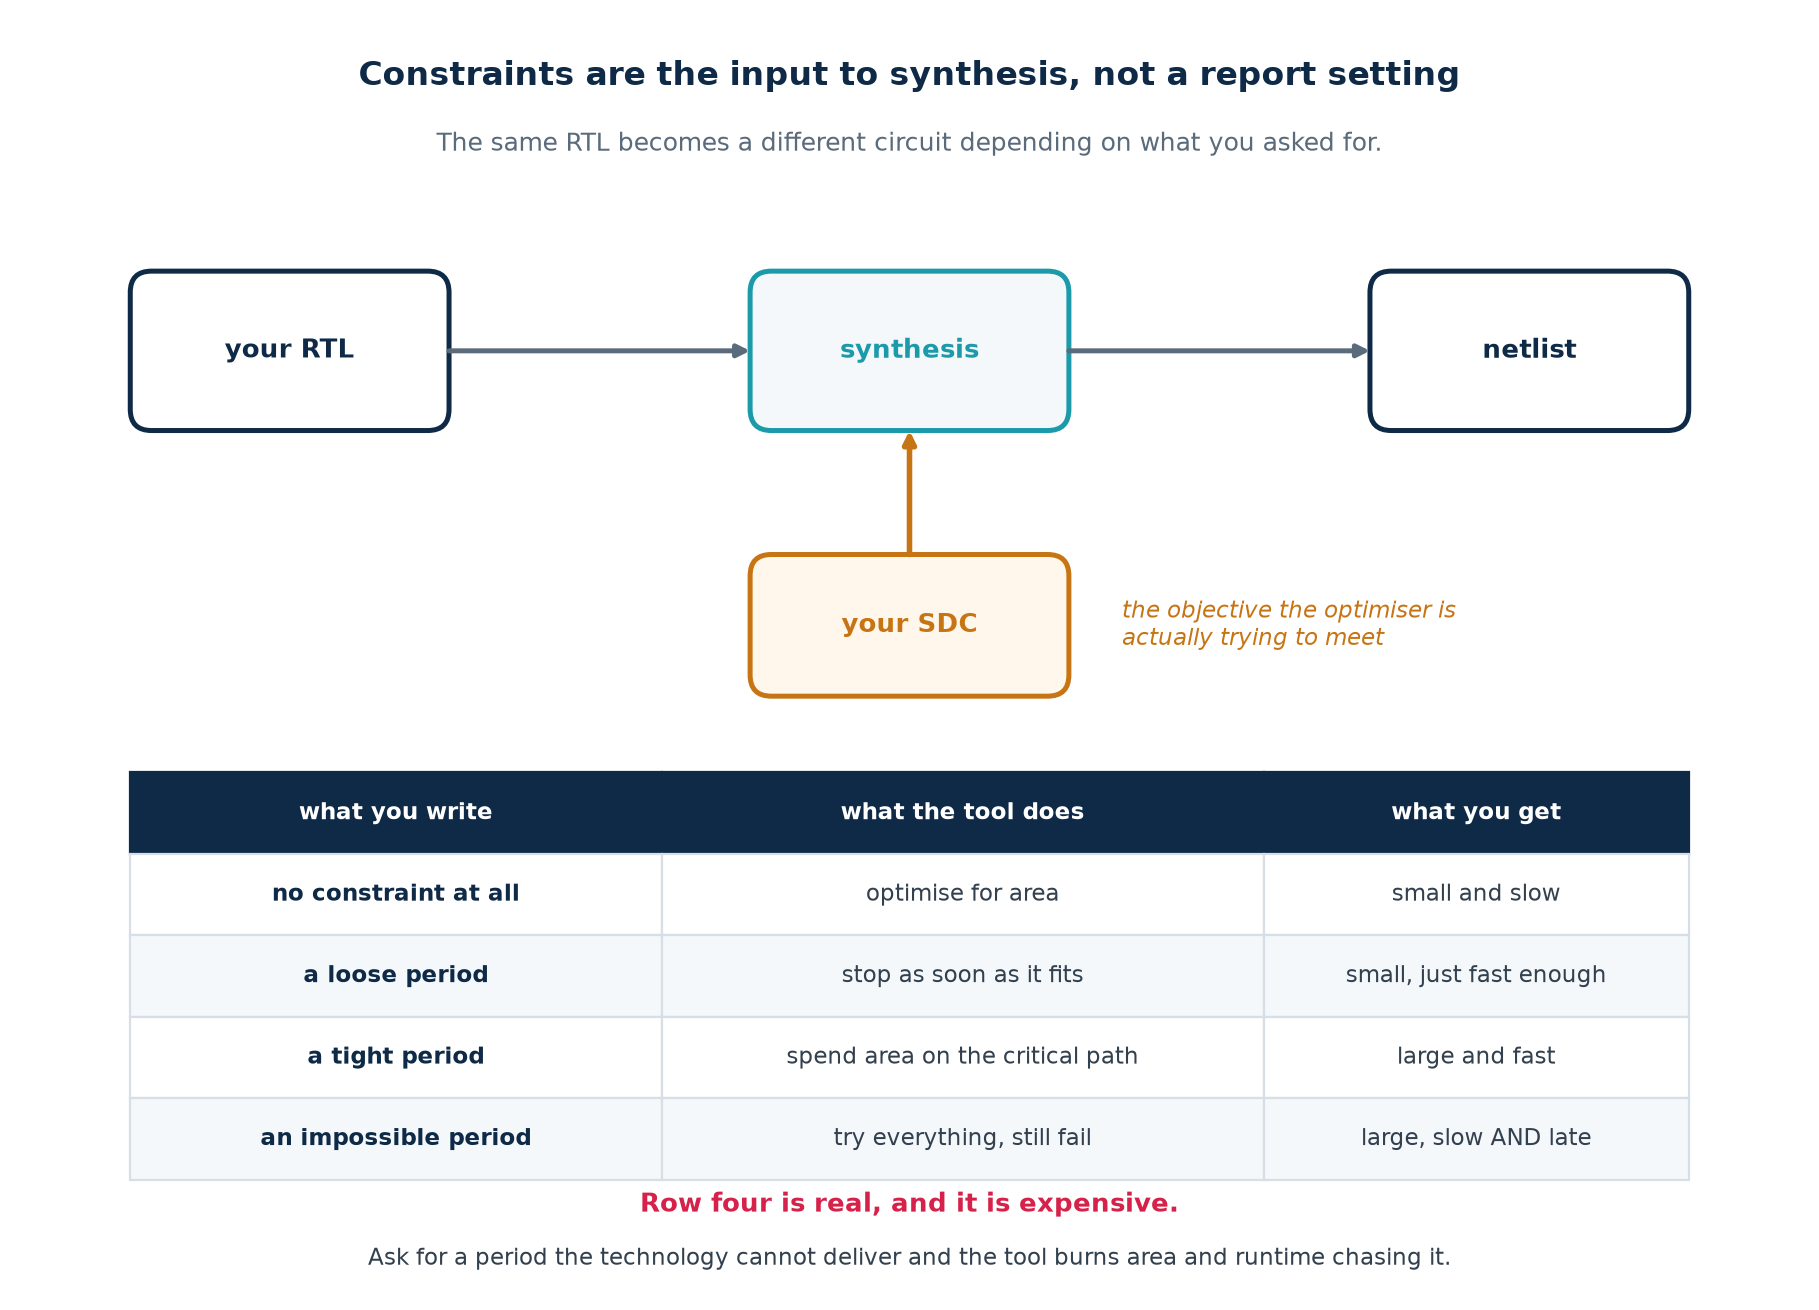 Constraints are the input to synthesis, not a report setting
The same RTL becomes a different circuit depending on what you asked for.
your RTL
synthesis
netlist
your SDC
the objective the optimiser is
actually trying to meet
what you write what the tool does what you get
no constraint at all optimise for area small and slow
a loose period stop as soon as it fits small, just fast enough
a tight period spend area on the critical path large and fast
an impossible period try everything, still fail large, slow AND late
Row four is real, and it is expensive.
Ask for a period the technology cannot deliver and the tool burns area and runtime chasing it.